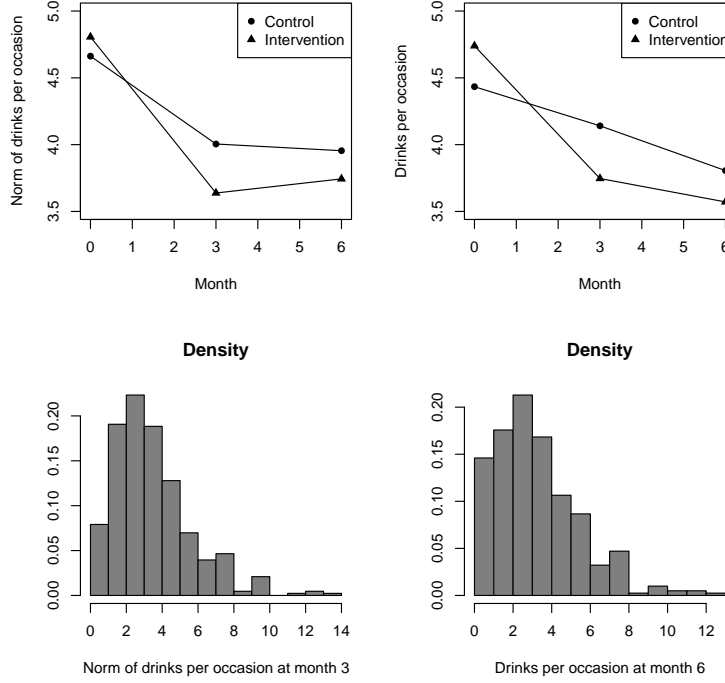 Norm of drinks per occasion
5.0
4.5
4.0
3.5
Control
Intervention
0 1 2 3 4 5 6
Month
Drinks per occasion
5.0
4.5
4.0
3.5
Control
Intervention
0 1 2 3 4 5 6
Month
Density
0.20
0.15
0.10
0.05
0.00
0 2 4 6 8 10 12 14
Norm of drinks per occasion at month 3
Density
0.20
0.15
0.10
0.05
0.00
0 2 4 6 8 10 12
Drinks per occasion at month 6